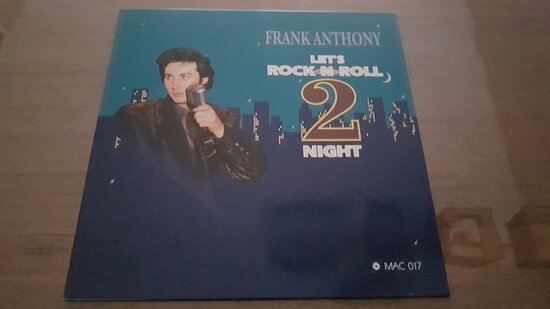 FRANK ANTHONY
LET'S
ROCK N ROLL
2
NIGHT
MAC 017